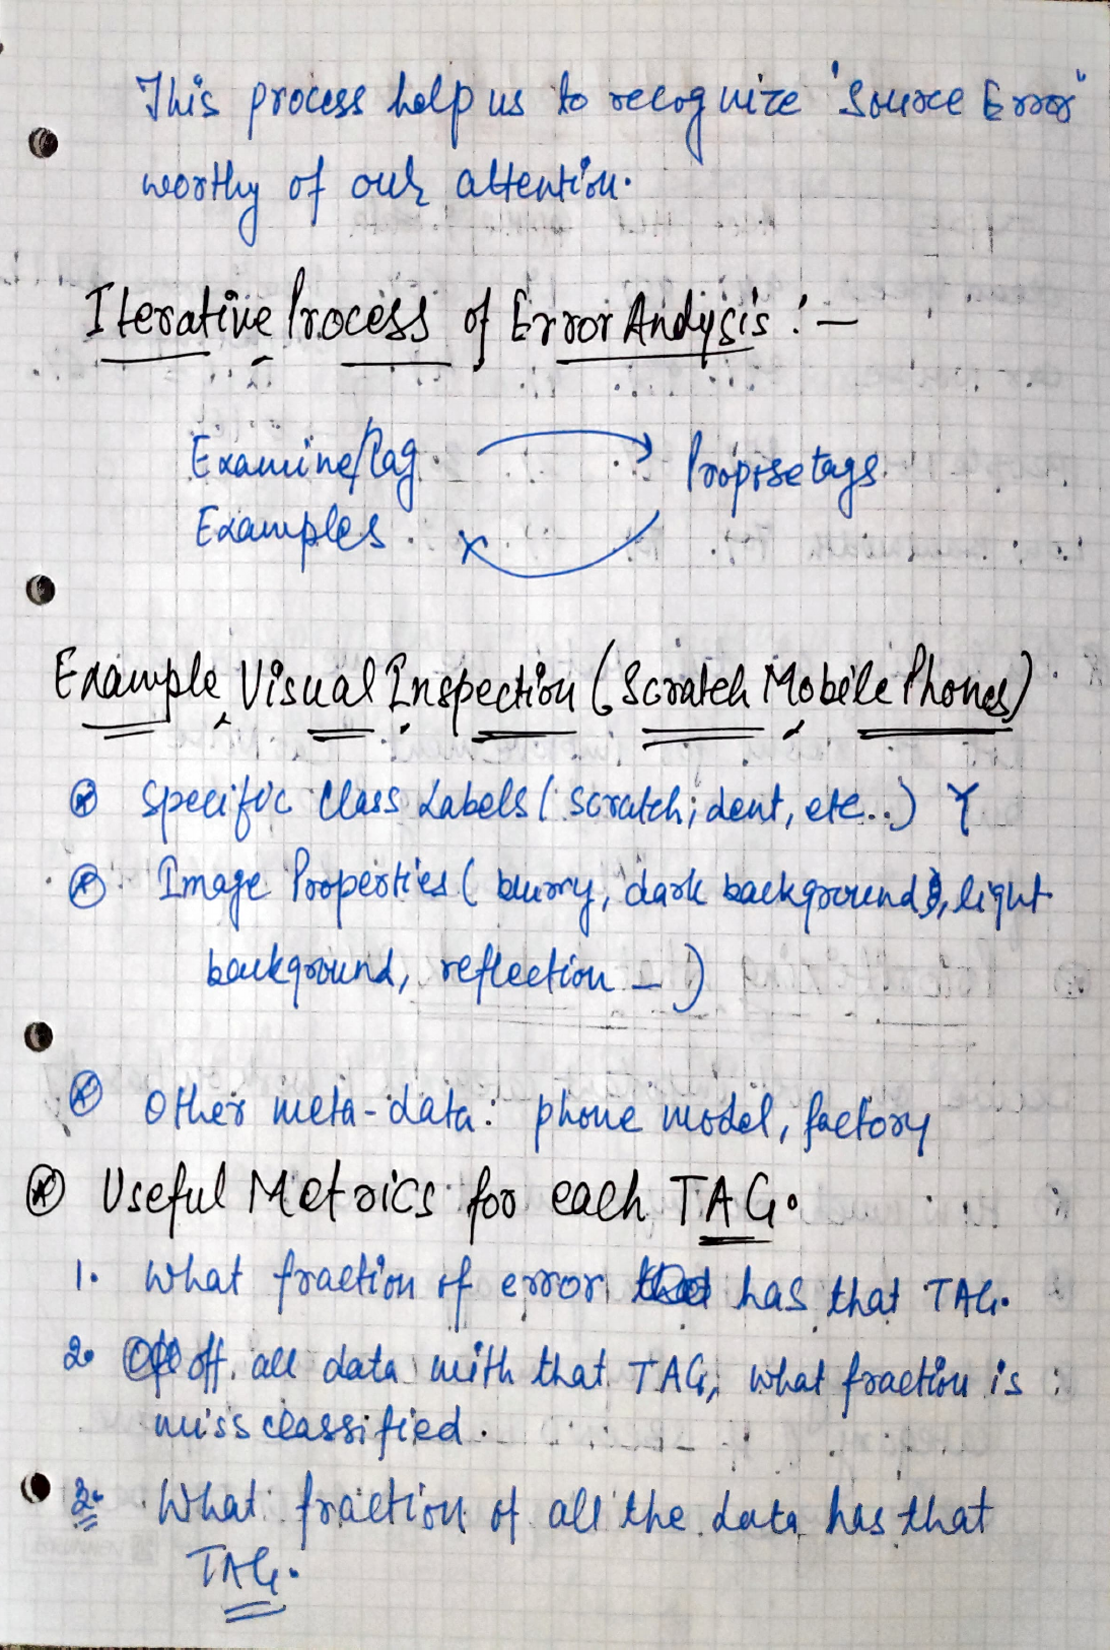 This process help us to recognize "Source Error"
worthy of our attention.
Iterative Process of Error Analysis :-
Examine/Tag
Examples
Propose tags
Example Visual Inspection (Scratch Mobile Phones)
Specific Class Labels (scratch, dent, etc..) Y
Image Properties (blurry, dark background, light
background, reflection _ )
Other meta-data: phone model, factory
Useful Metrics for each TAG.
1. What fraction of error has that TAG.
2. Off all data with that TAG, what fraction is
miss classified.
3. What fraction of all the data has that
TAG.